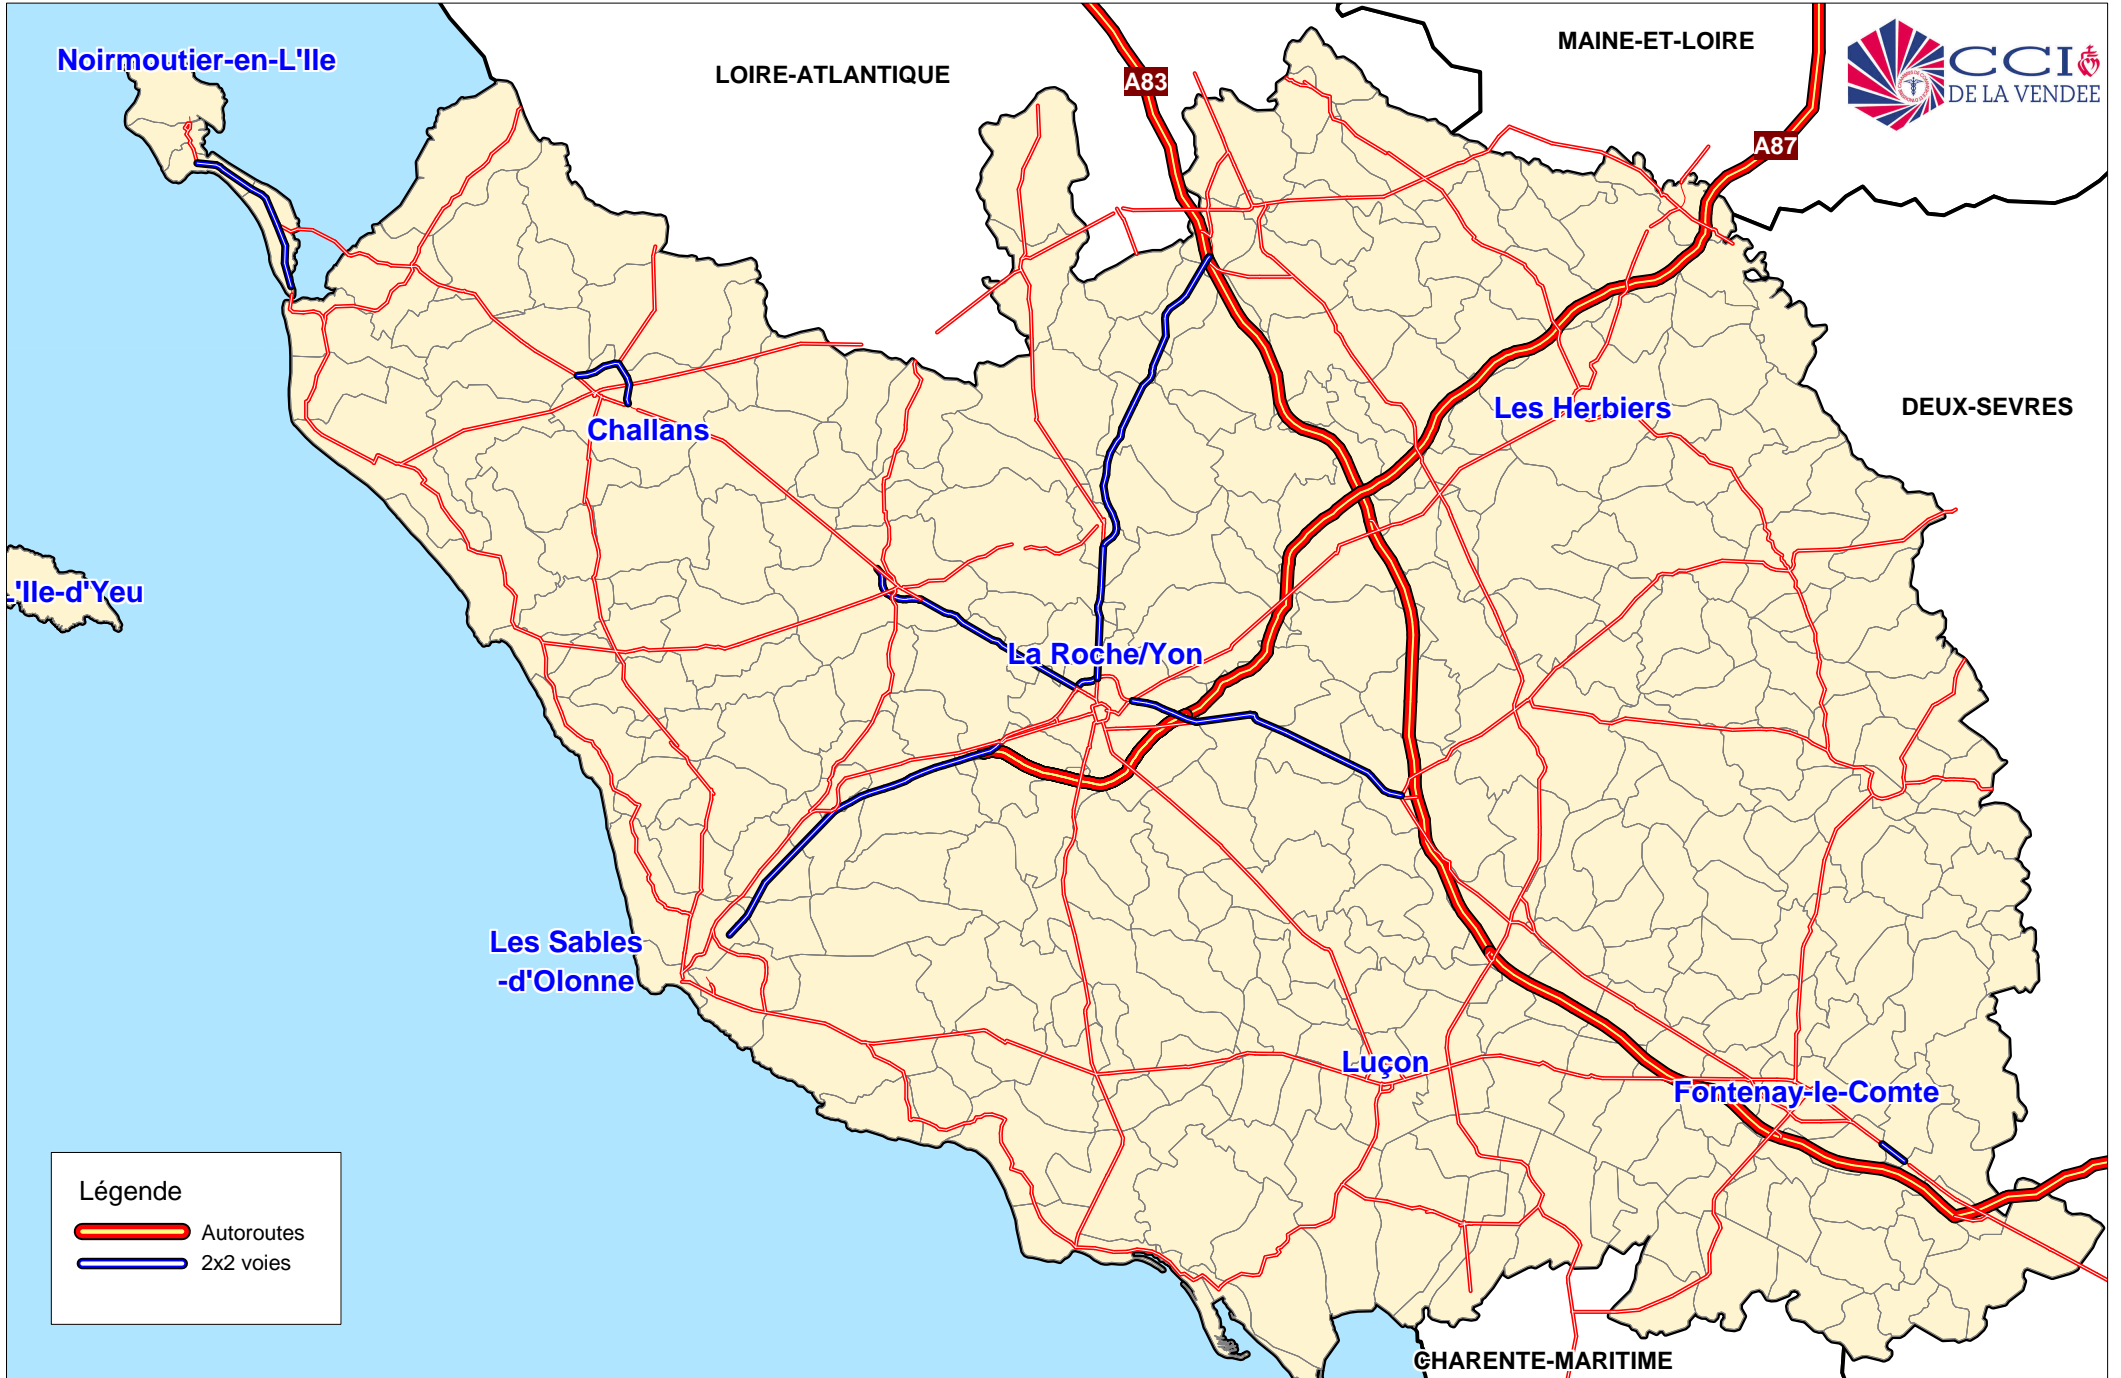 Noirmoutier-en-L'Ile
LOIRE-ATLANTIQUE
A83
MAINE-ET-LOIRE
CCI
DE LA VENDEE
A87
Les Herbiers
DEUX-SEVRES
Challans
L'Ile-d'Yeu
La Roche/Yon
Les Sables
-d'Olonne
Luçon
Fontenay-le-Comte
Légende
Autoroutes
2x2 voies
CHARENTE-MARITIME